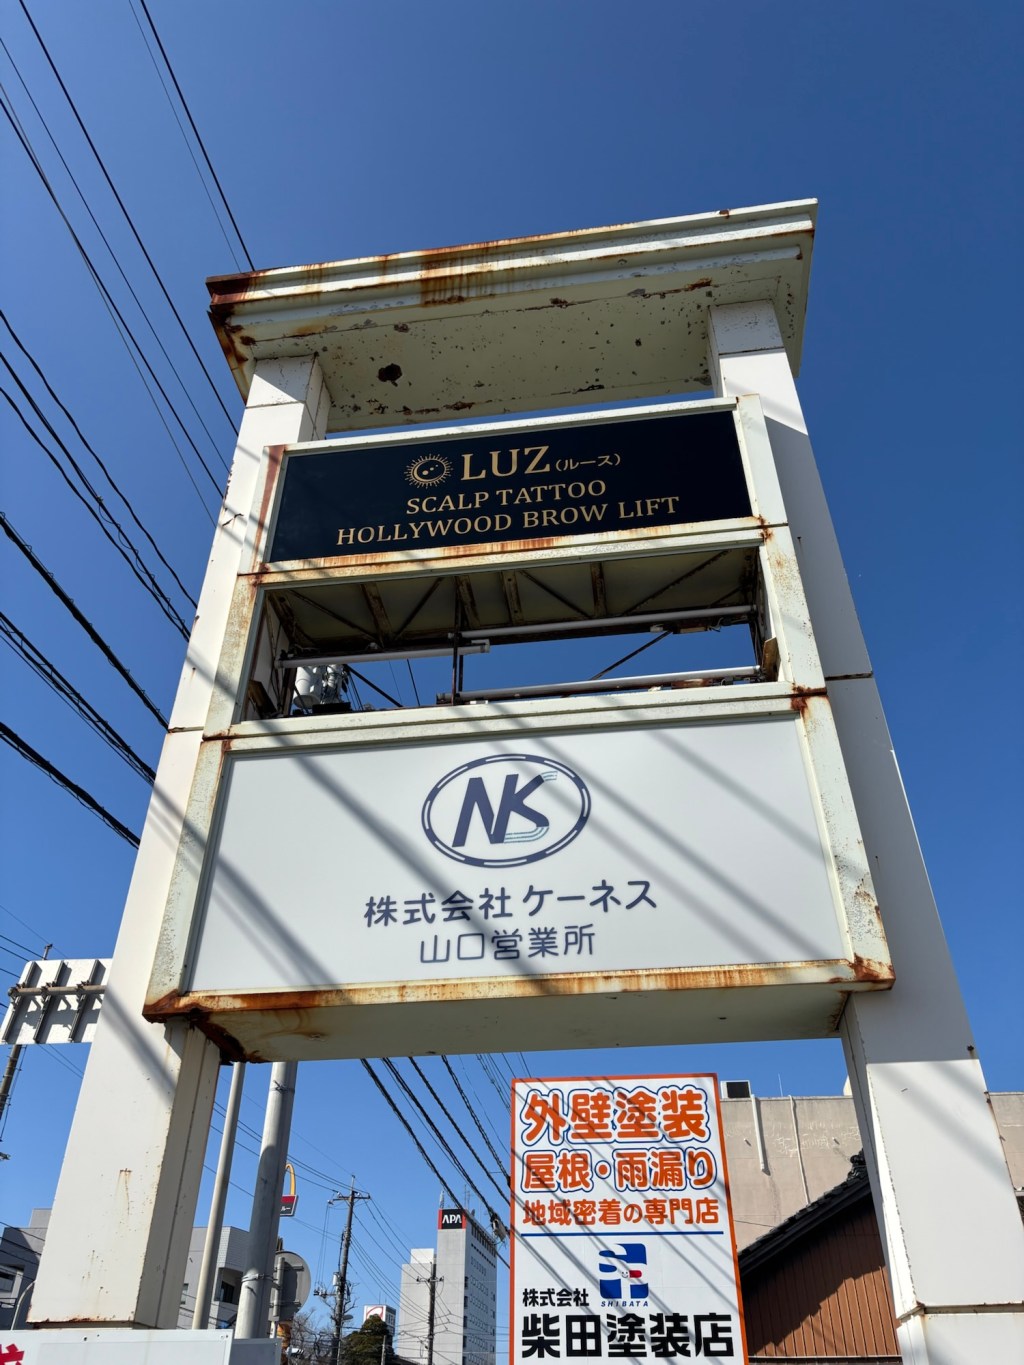 LUZ(ルース)
SCALP TATTOO
HOLLYWOOD BROW LIFT
NK
株式会社 ケーネス
山口営業所
外壁塗装
屋根・雨漏り
地域密着の専門店
SHIBATA
株式会社
柴田塗装店
APA